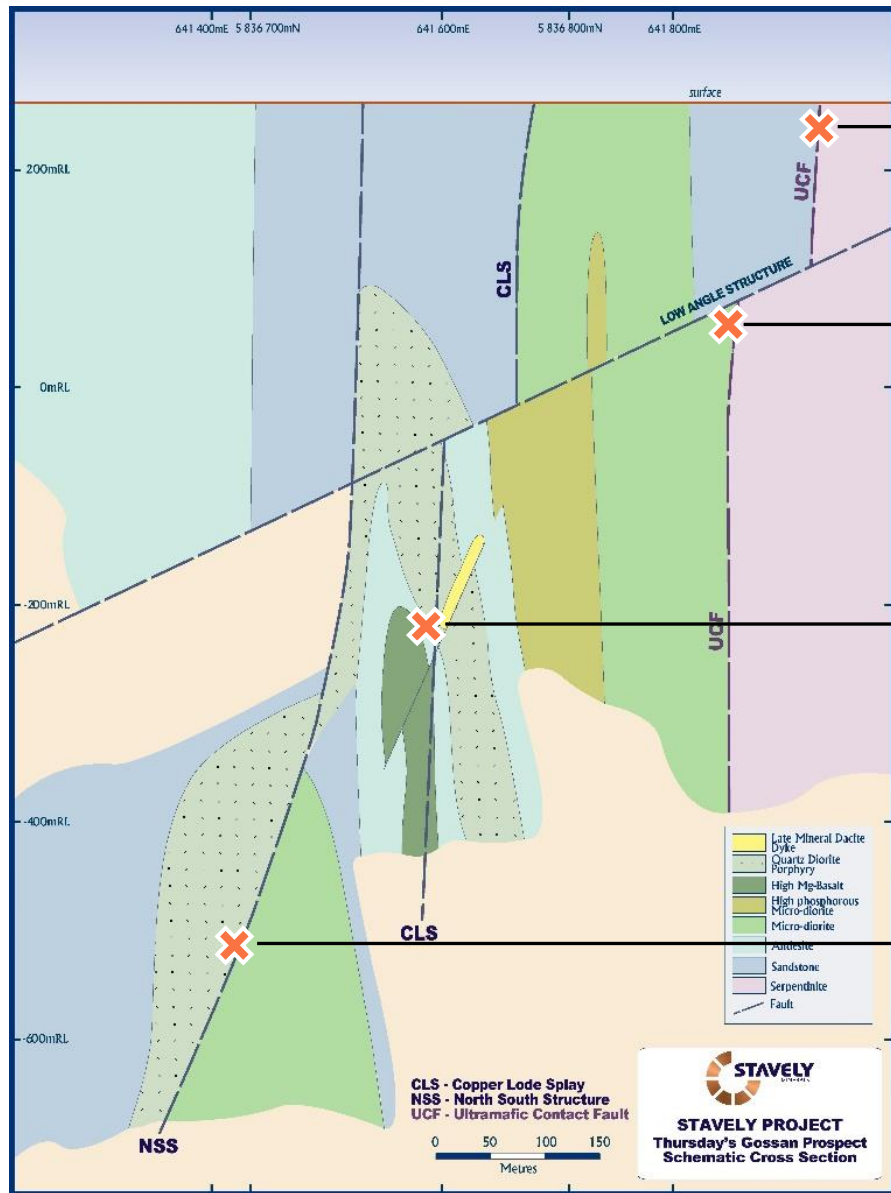 641 400mE 5 836 700mN 641 600mE 5 836 800mN 641 800mE
surface
200mRL
UCF
CLS
LOW ANGLE STRUCTURE
0mRL
-200mRL
UCF
-400mRL
Late Mineral Dacite
Dyke
Quartz Diorite
Porphyry
High Mg-Basalt
High phosphorous
Micro-diorite
Micro-diorite
Andesite
Sandstone
Serpentinite
Fault
CLS
-600mRL
NSS
CLS - Copper Lode Splay
NSS - North South Structure
UCF - Ultramafic Contact Fault
0 50 100 150
Metres
STAVELY
MINERALS
STAVELY PROJECT
Thursday's Gossan Prospect
Schematic Cross Section